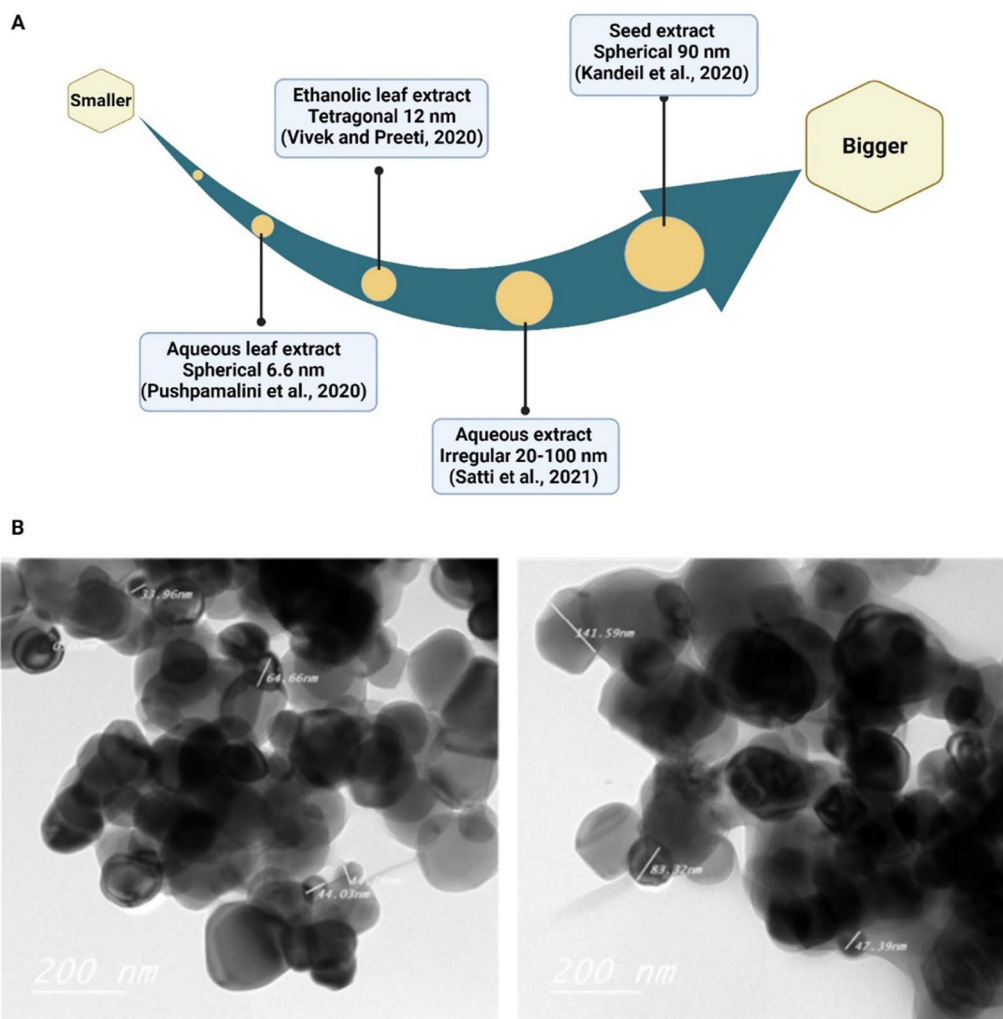 A
Smaller
Ethanolic leaf extract
Tetragonal 12 nm
(Vivek and Preeti, 2020)
Seed extract
Spherical 90 nm
(Kandeil et al., 2020)
Bigger
Aqueous leaf extract
Spherical 6.6 nm
(Pushpamalini et al., 2020)
Aqueous extract
Irregular 20-100 nm
(Satti et al., 2021)
B
33.96nm
64.66nm
44.03nm
200 nm
141.59nm
83.32nm
47.39nm
200 nm